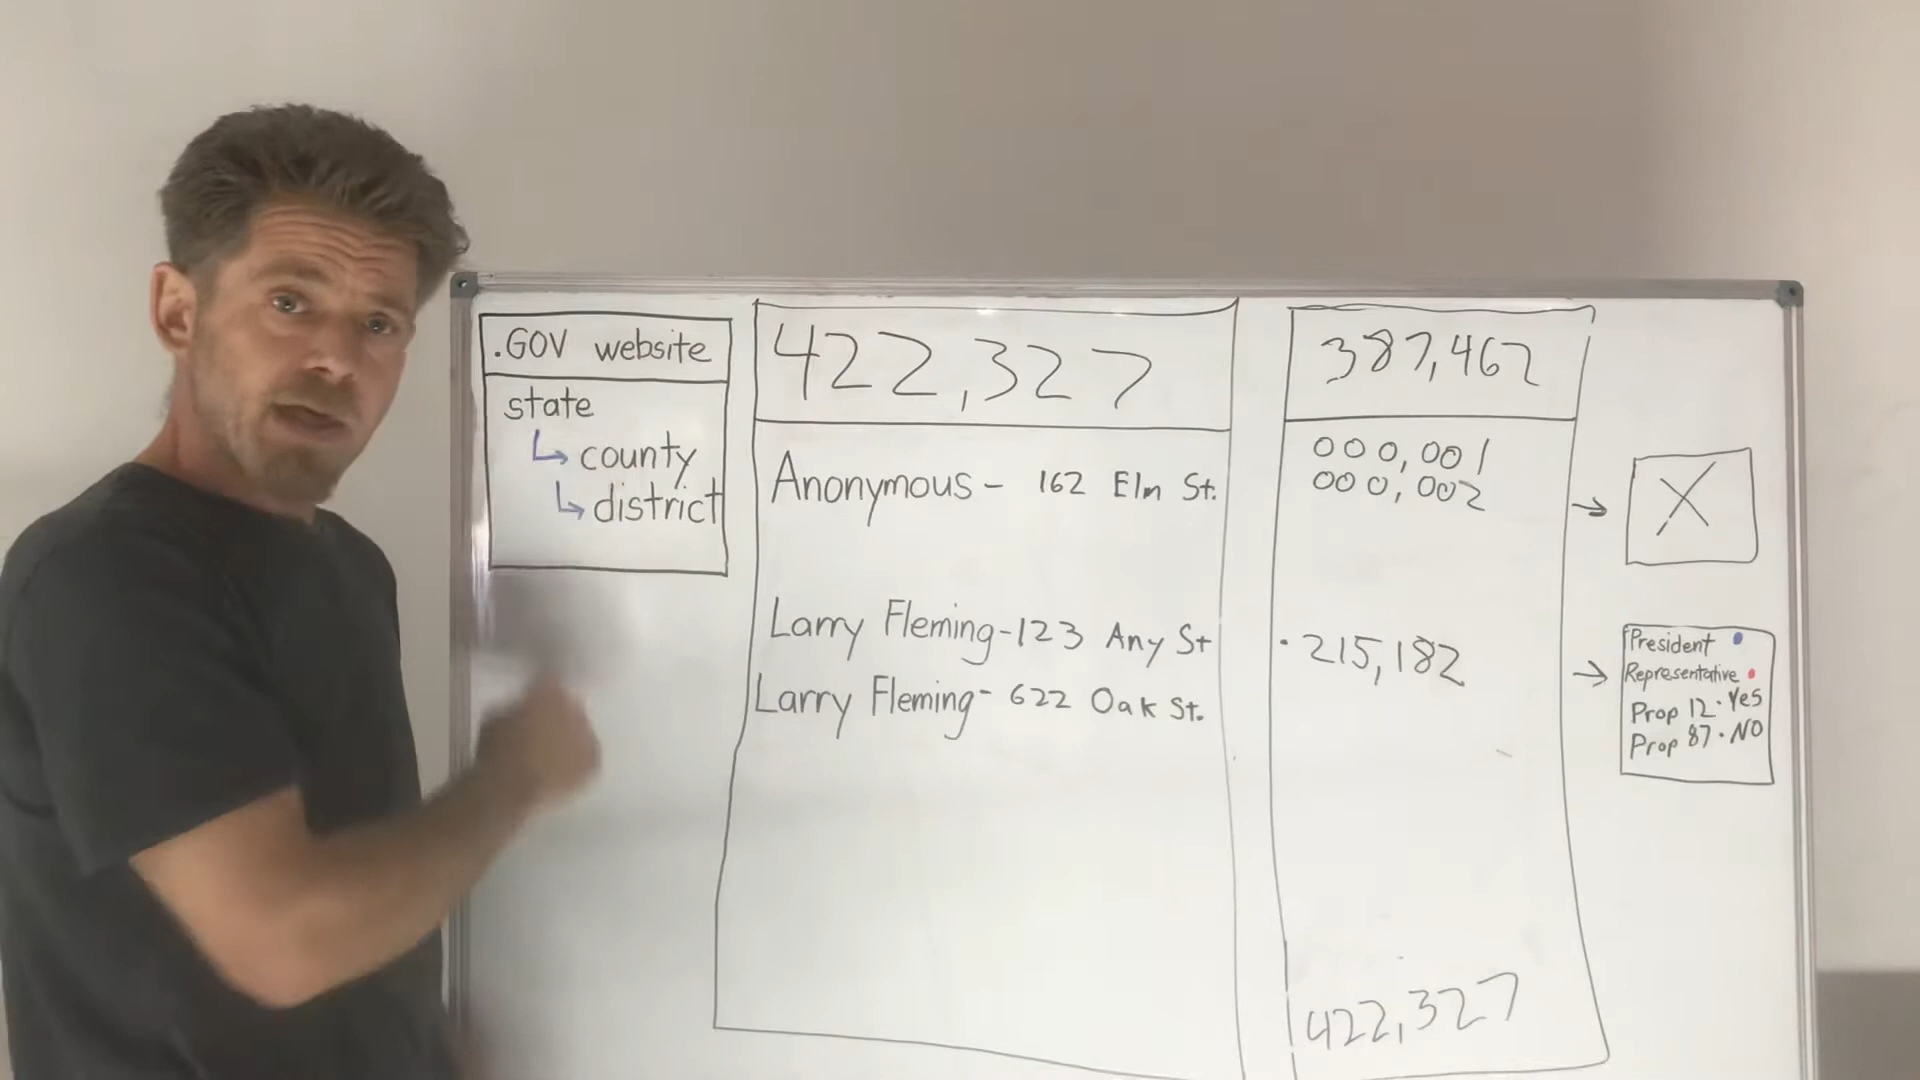 .GOV website
state
↳ county
↳ district
422,327
Anonymous - 162 Elm St.
Larry Fleming-123 Any St
Larry Fleming- 622 Oak St.
387,462
000,001
000,002
· 215,182
422,327
X
President
Representative
Prop 12 · Yes
Prop 87 · NO